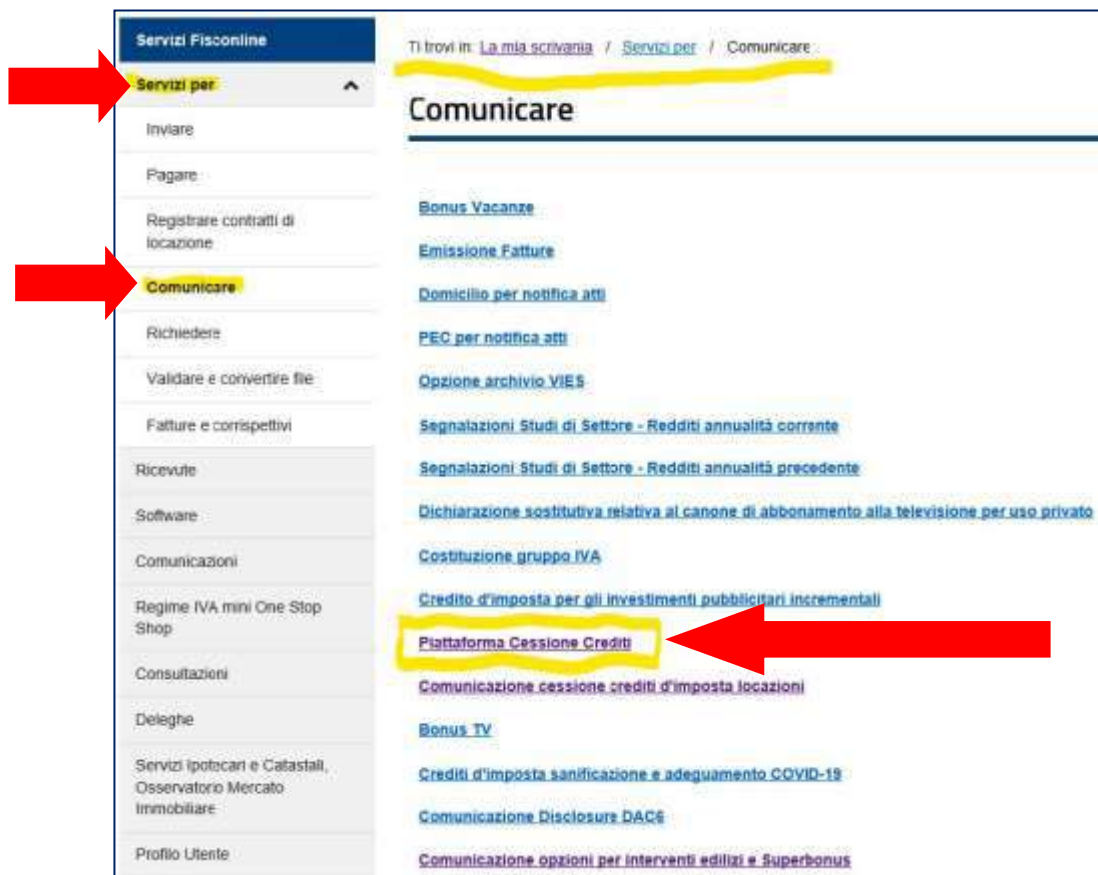 Servizi Fisconline
Servizi per
Inviare
Pagare
Registrare contratti di
locazione
Comunicare
Richiedere
Validare e convertire file
Fatture e corrispettivi
Ricevute
Software
Comunicazioni
Regime IVA mini One Stop
Shop
Consultazioni
Deleghe
Servizi Ipotecari e Catastali,
Osservatorio Mercato
Immobiliare
Profilo Utente
Ti trovi in: La mia scrivania / Servizi per / Comunicare
Comunicare
Bonus Vacanze
Emissione Fatture
Domicilio per notifica atti
PEC per notifica atti
Opzione archivio VIES
Segnalazioni Studi di Settore - Redditi annualità corrente
Segnalazioni Studi di Settore - Redditi annualità precedente
Dichiarazione sostitutiva relativa al canone di abbonamento alla televisione per uso privato
Costituzione gruppo IVA
Credito d'imposta per gli investimenti pubblicitari incrementali
Piattaforma Cessione Crediti
Comunicazione cessione crediti d'imposta locazioni
Bonus TV
Crediti d'imposta sanificazione e adeguamento COVID-19
Comunicazione Disclosure DAC6
Comunicazione opzioni per interventi edilizi e Superbonus